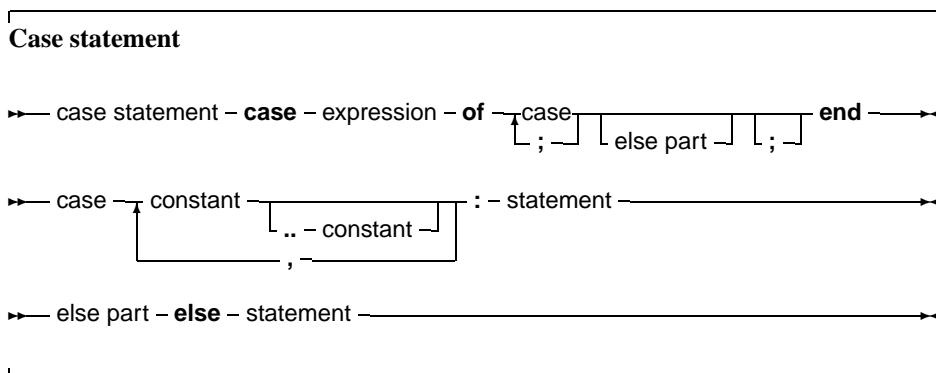 Case statement
case statement case expression of case end
; else part ;
case constant : statement
.. constant
,
else part else statement